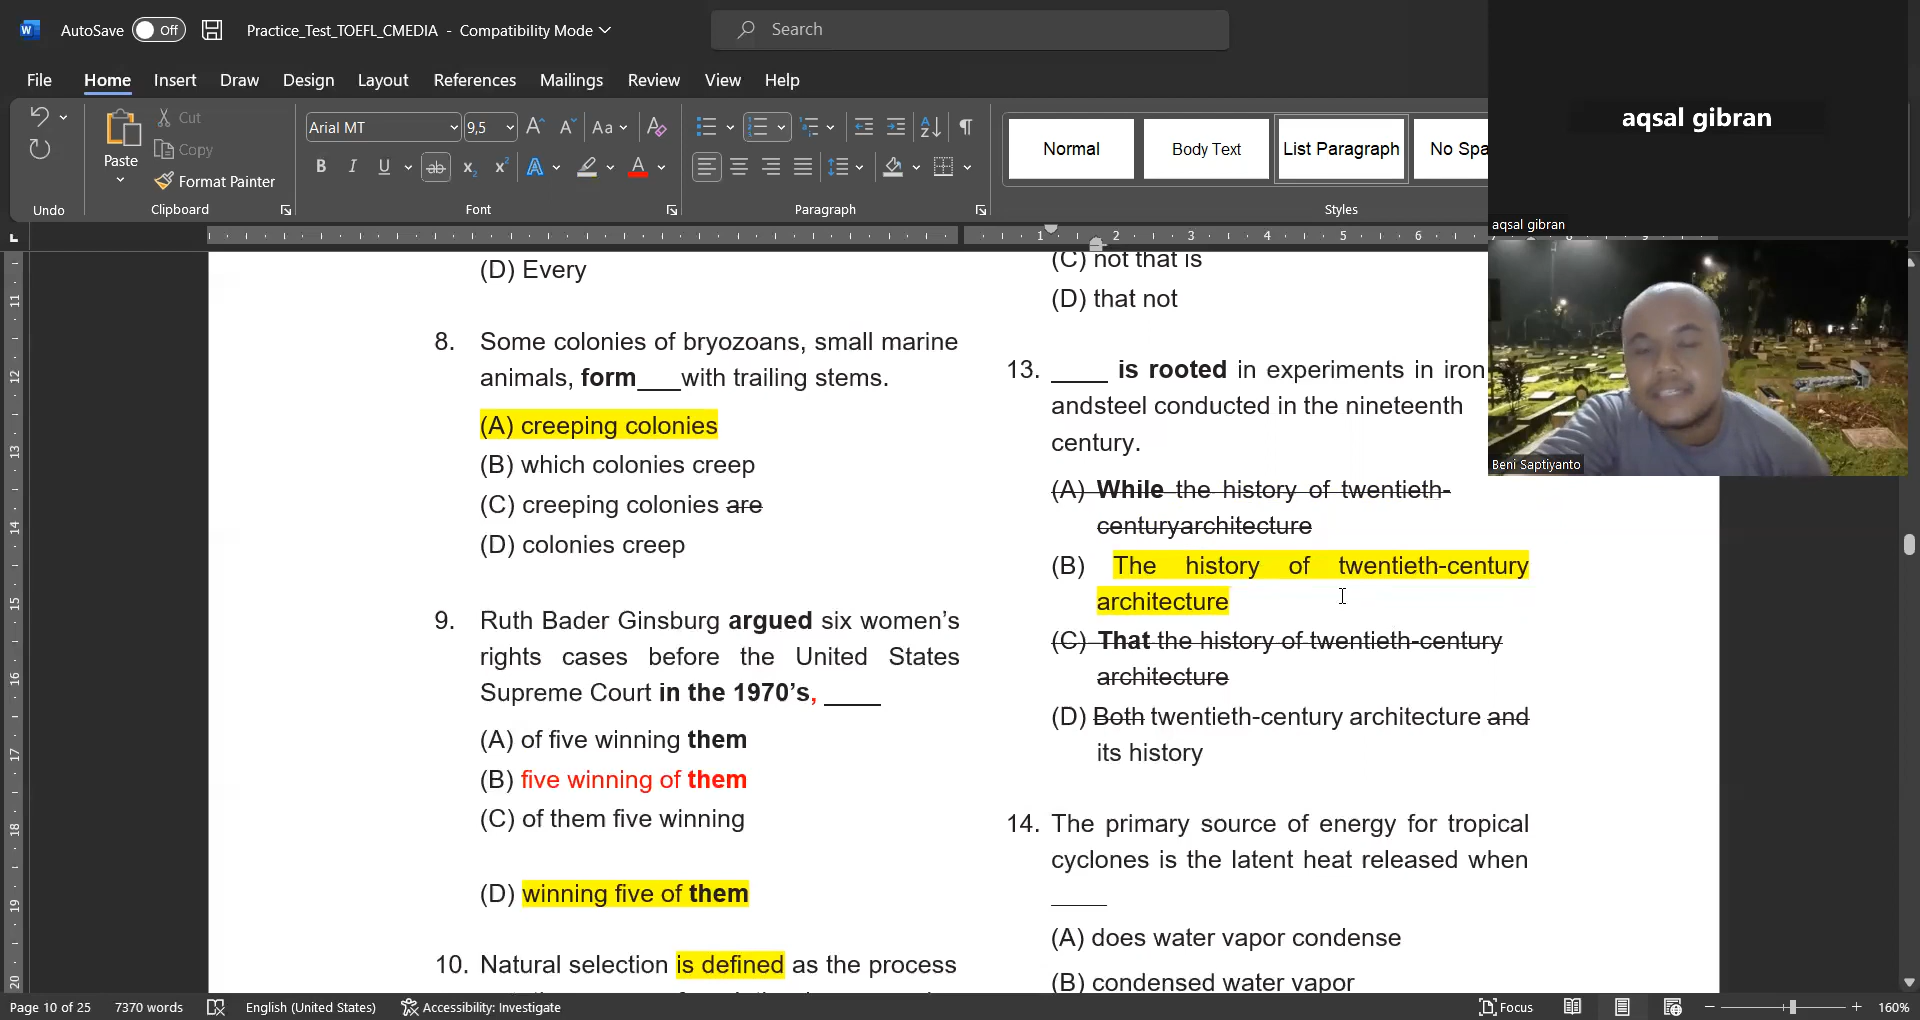 AutoSave Off Practice_Test_TOEFL_CMEDIA - Compatibility Mode
Search
File Home Insert Draw Design Layout References Mailings Review View Help
Paste
Cut
Copy
Format Painter
Arial MT 9,5
Normal
Body Text
List Paragraph
No Spa
Undo Clipboard Font Paragraph Styles
aqsal gibran
aqsal gibran
Beni Saptiyanto
(D) Every
8. Some colonies of bryozoans, small marine
animals, form___with trailing stems.
(A) creeping colonies
(B) which colonies creep
(C) creeping colonies are
(D) colonies creep
9. Ruth Bader Ginsburg argued six women’s
rights cases before the United States
Supreme Court in the 1970’s, ____
(A) of five winning them
(B) five winning of them
(C) of them five winning
(D) winning five of them
10. Natural selection is defined as the process
(C) not that is
(D) that not
13. ____ is rooted in experiments in iron
andsteel conducted in the nineteenth
century.
(A) While the history of twentieth-
centuryarchitecture
(B) The history of twentieth-century
architecture
(C) That the history of twentieth-century
architecture
(D) Both twentieth-century architecture and
its history
14. The primary source of energy for tropical
cyclones is the latent heat released when
____
(A) does water vapor condense
(B) condensed water vapor
Page 10 of 25 7370 words English (United States) Accessibility: Investigate Focus 160%